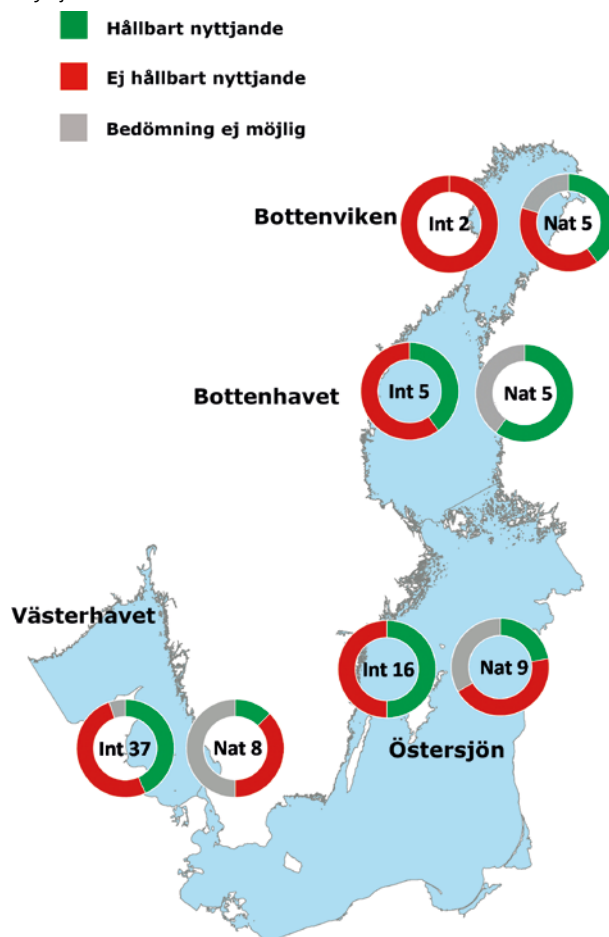 Hållbart nyttjande
Ej hållbart nyttjande
Bedömning ej möjlig
Bottenviken
Int 2
Nat 5
Bottenhavet
Int 5
Nat 5
Västerhavet
Int 16
Nat 9
Int 37
Nat 8
Östersjön